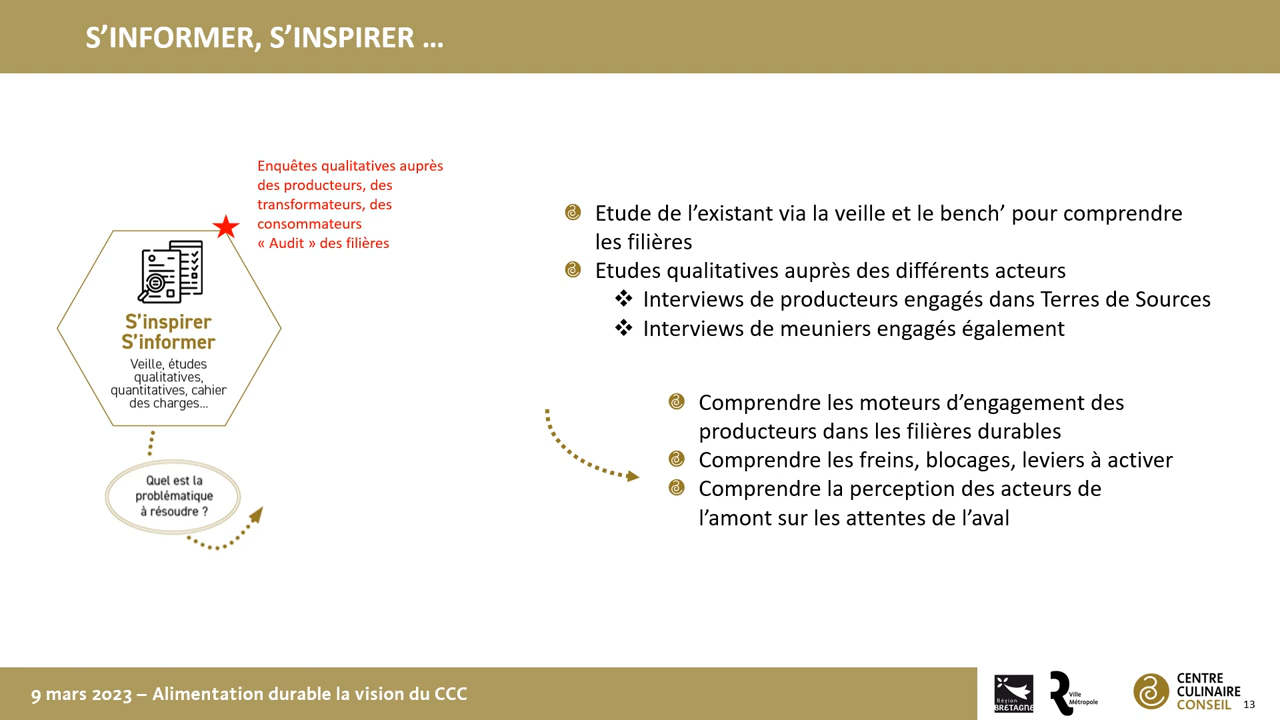 S’INFORMER, S’INSPIRER …
Enquêtes qualitatives auprès
des producteurs, des
transformateurs, des
consommateurs
« Audit » des filières
S’inspirer
S’informer
Veille, études
qualitatives,
quantitatives, cahier
des charges…
Quel est la
problématique
à résoudre ?
Etude de l’existant via la veille et le bench’ pour comprendre
les filières
Etudes qualitatives auprès des différents acteurs
Interviews de producteurs engagés dans Terres de Sources
Interviews de meuniers engagés également
Comprendre les moteurs d’engagement des
producteurs dans les filières durables
Comprendre les freins, blocages, leviers à activer
Comprendre la perception des acteurs de
l’amont sur les attentes de l’aval
9 mars 2023 – Alimentation durable la vision du CCC
Région
BRETAGNE
Ville
Métropole
CENTRE
CULINAIRE
CONSEIL
13